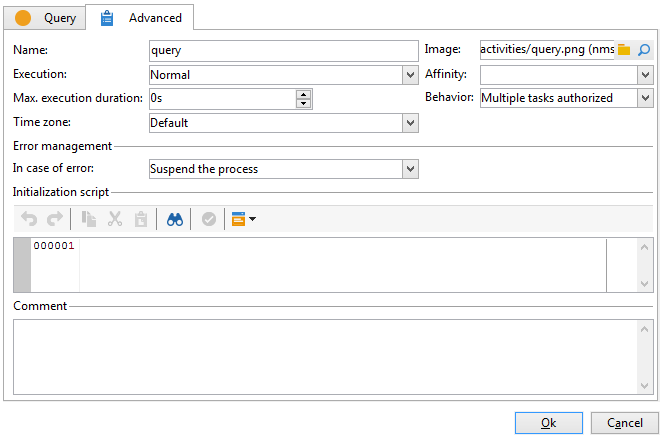 Query Advanced
Name: query Image: activities/query.png (nms
Execution: Normal Affinity:
Max. execution duration: 0s Behavior: Multiple tasks authorized
Time zone: Default
Error management
In case of error: Suspend the process
Initialization script
000001
Comment
Ok Cancel